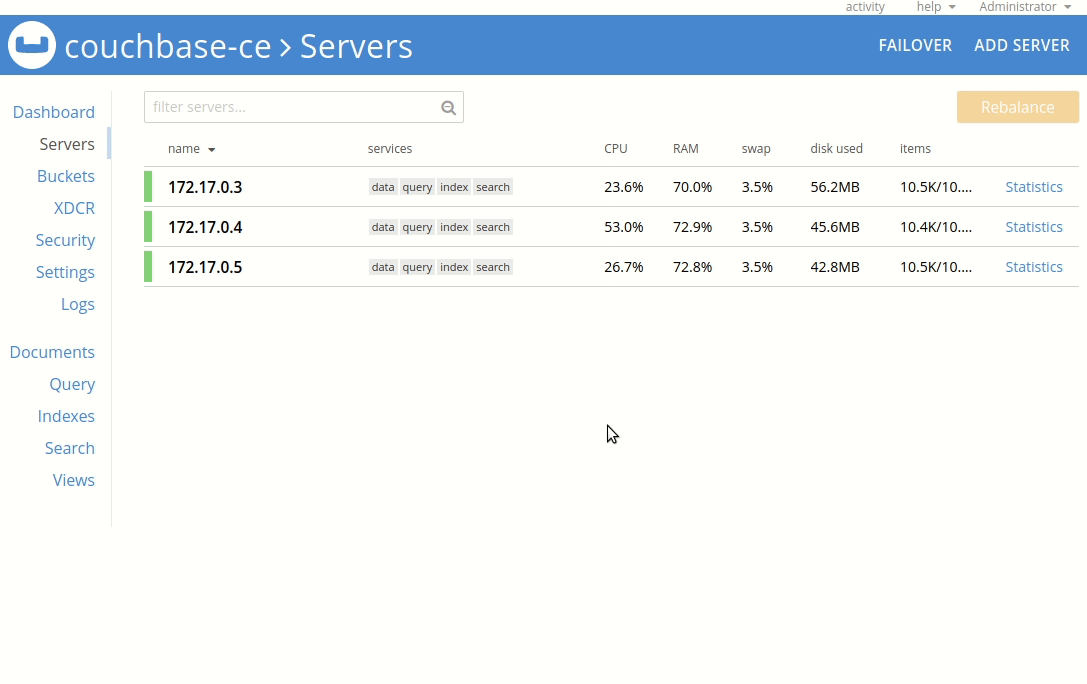 activity help Administrator
couchbase-ce > Servers FAILOVER ADD SERVER
filter servers... Rebalance
name services CPU RAM swap disk used items
172.17.0.3 data query index search 23.6% 70.0% 3.5% 56.2MB 10.5K/10.... Statistics
172.17.0.4 data query index search 53.0% 72.9% 3.5% 45.6MB 10.4K/10.... Statistics
172.17.0.5 data query index search 26.7% 72.8% 3.5% 42.8MB 10.5K/10.... Statistics
Dashboard
Servers
Buckets
XDCR
Security
Settings
Logs
Documents
Query
Indexes
Search
Views